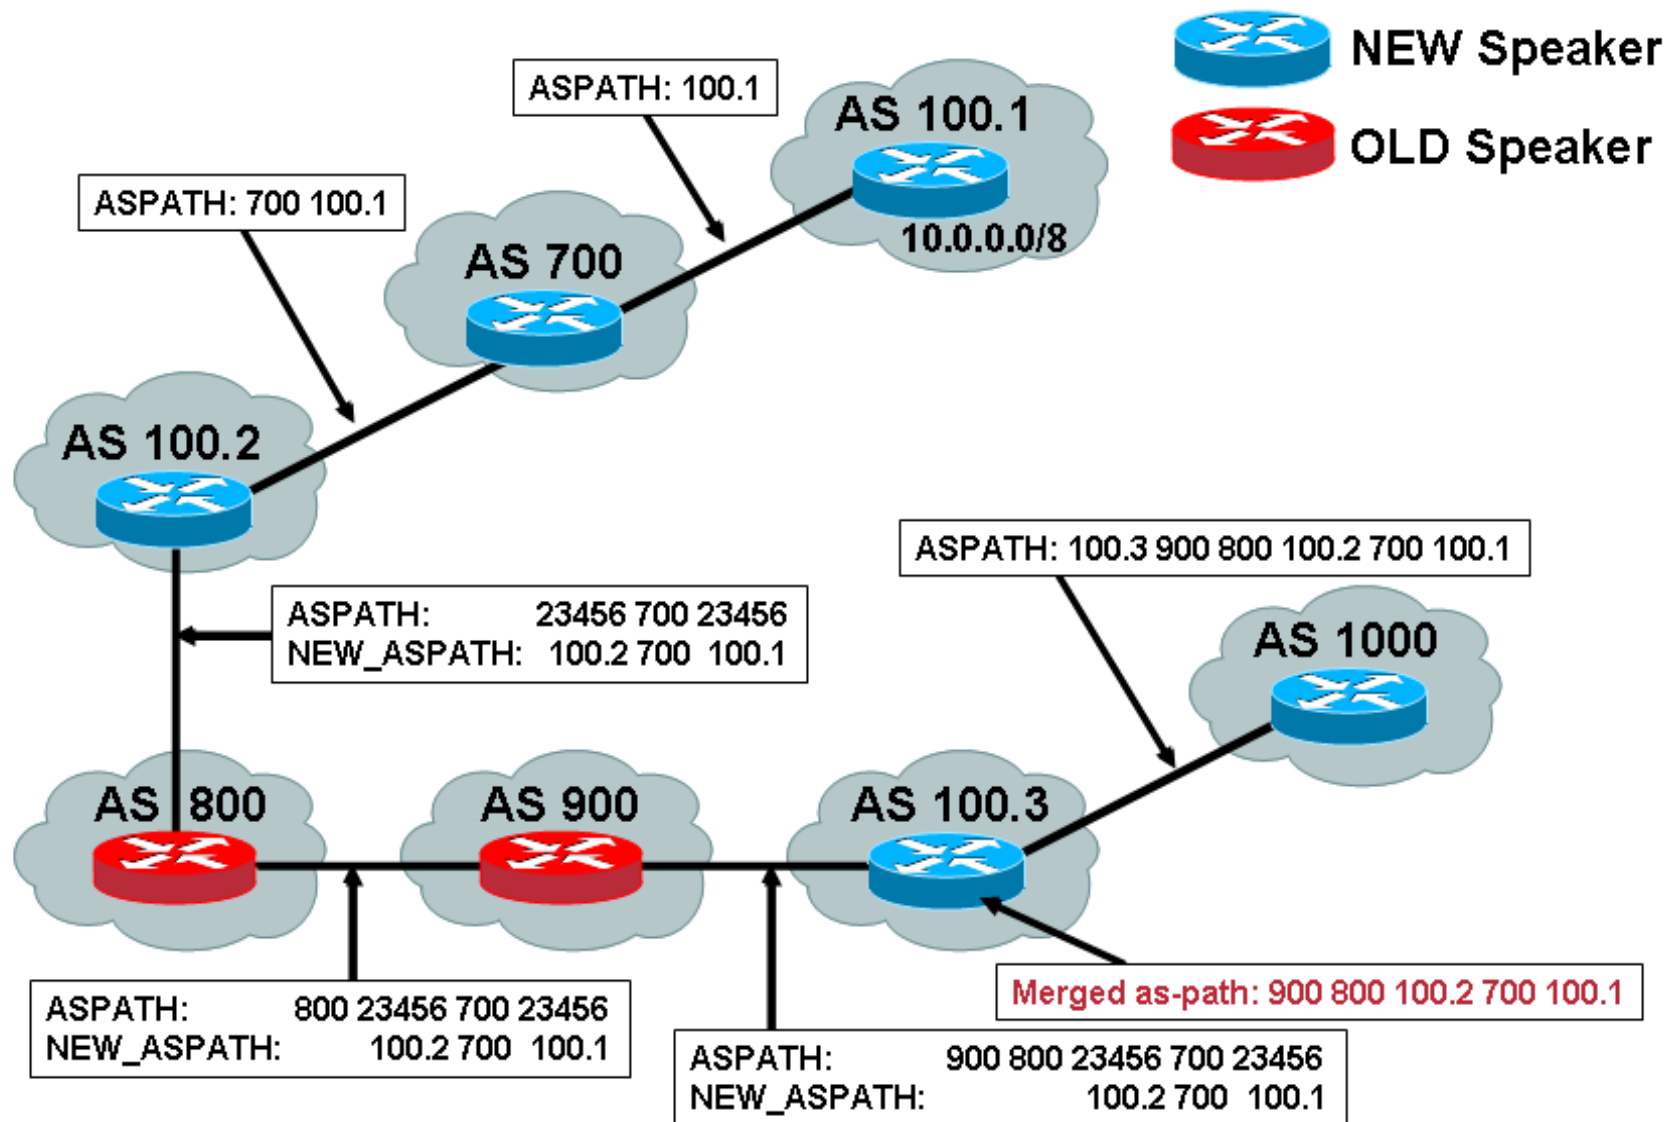 NEW Speaker
OLD Speaker
ASPATH: 100.1
AS 100.1
10.0.0.0/8
ASPATH: 700 100.1
AS 700
AS 100.2
ASPATH: 100.3 900 800 100.2 700 100.1
ASPATH: 23456 700 23456
NEW_ASPATH: 100.2 700 100.1
AS 1000
AS 800
AS 900
AS 100.3
Merged as-path: 900 800 100.2 700 100.1
ASPATH: 800 23456 700 23456
NEW_ASPATH: 100.2 700 100.1
ASPATH: 900 800 23456 700 23456
NEW_ASPATH: 100.2 700 100.1